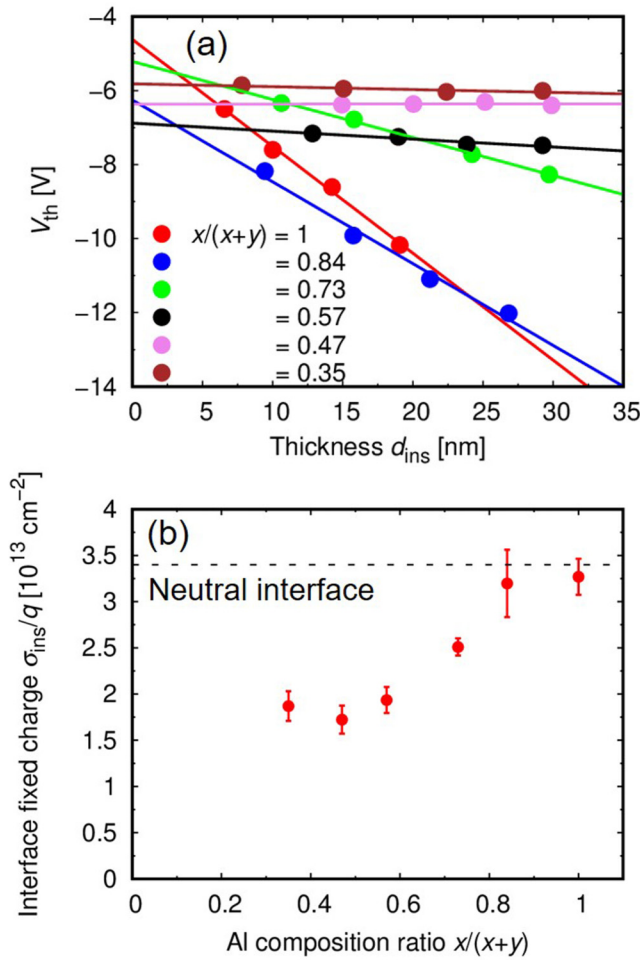 (a)
−4
−6
−8
−10
−12
−14
V_th [V]
x/(x+y) = 1
= 0.84
= 0.73
= 0.57
= 0.47
= 0.35
0 5 10 15 20 25 30 35
Thickness d_ins [nm]
(b)
4
3.5
3
2.5
2
1.5
1
0.5
0
Interface fixed charge σ_ins/q [10^13 cm^−2]
Neutral interface
0 0.2 0.4 0.6 0.8 1
Al composition ratio x/(x+y)